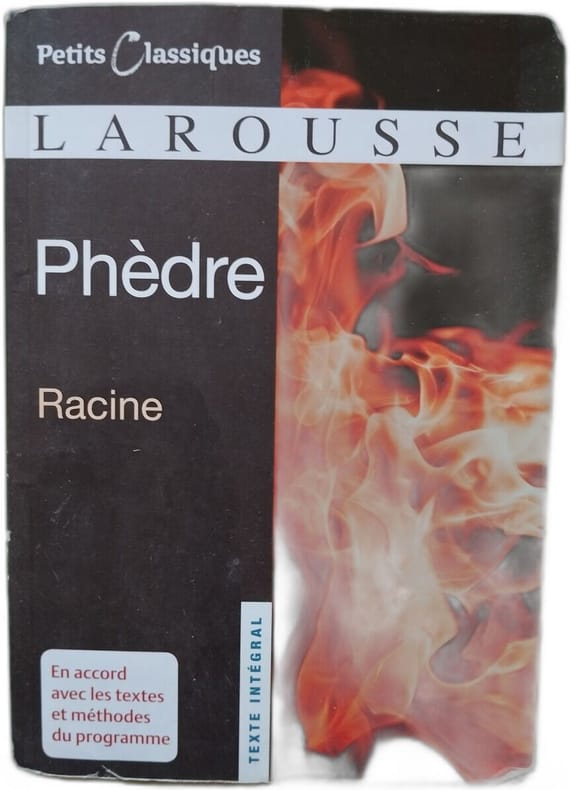 Petits Classiques
LAROUSSE
Phèdre
Racine
TEXTE INTÉGRAL
En accord
avec les textes
et méthodes
du programme